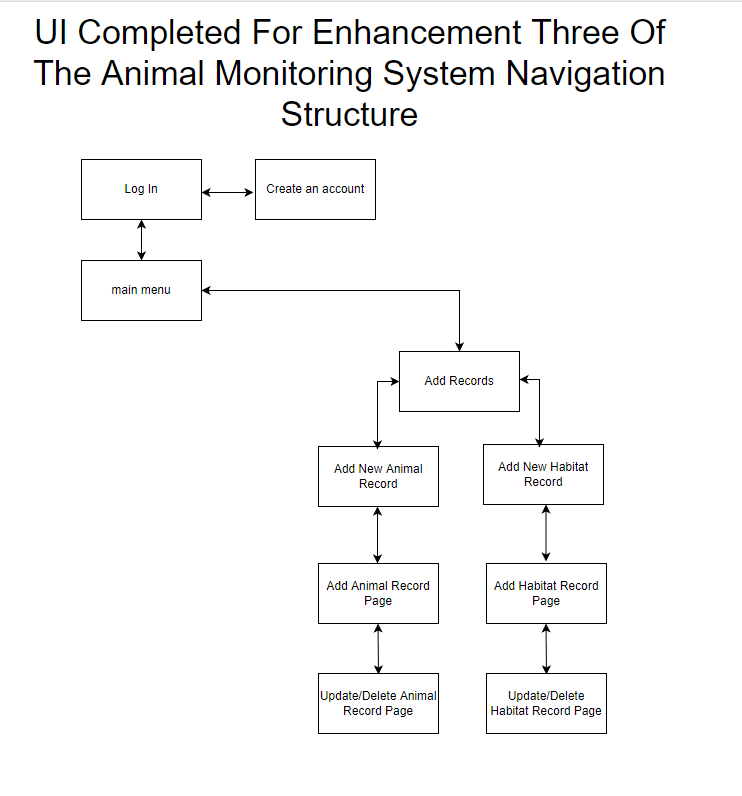 UI Completed For Enhancement Three Of
The Animal Monitoring System Navigation
Structure
Log In
Create an account
main menu
Add Records
Add New Animal
Record
Add New Habitat
Record
Add Animal Record
Page
Add Habitat Record
Page
Update/Delete Animal
Record Page
Update/Delete
Habitat Record Page